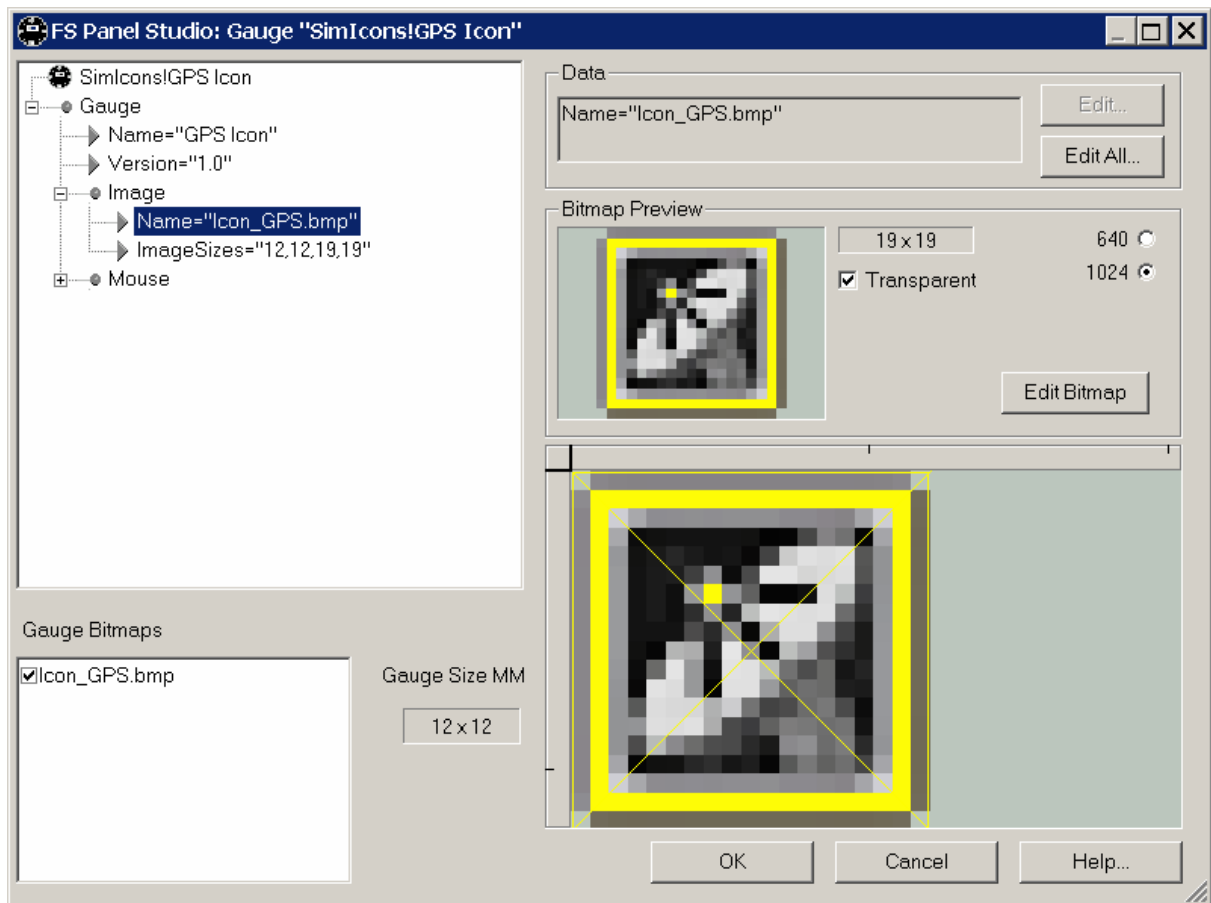 FS Panel Studio: Gauge "SimIcons!GPS Icon"
SimIcons!GPS Icon
Gauge
Name="GPS Icon"
Version="1.0"
Image
Name="Icon_GPS.bmp"
ImageSizes="12,12,19,19"
Mouse
Data
Name="Icon_GPS.bmp"
Edit...
Edit All...
Bitmap Preview
19 x 19
640
Transparent
1024
Edit Bitmap
Gauge Bitmaps
Icon_GPS.bmp
Gauge Size MM
12 x 12
OK
Cancel
Help...